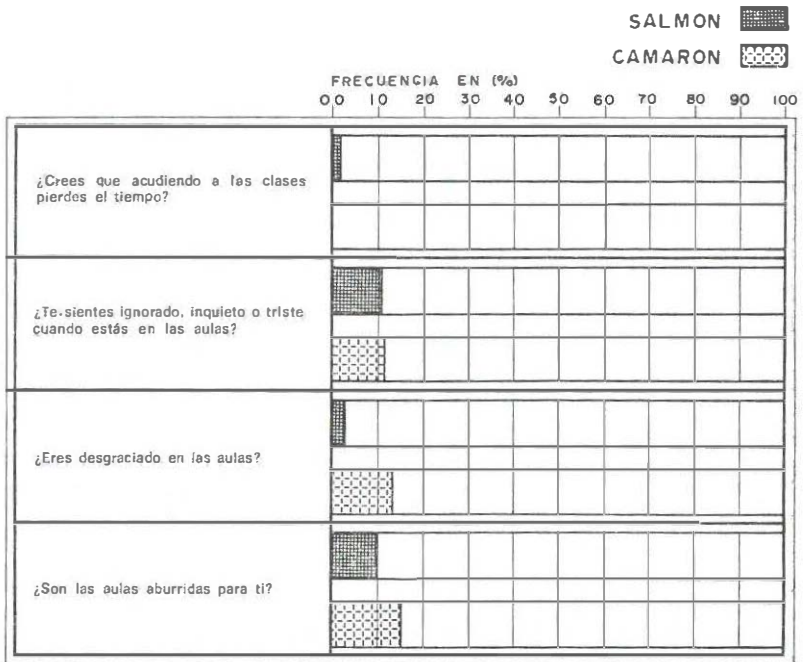 SALMON
CAMARON
FRECUENCIA EN (%)
00 10 20 30 40 50 60 70 80 90 100
¿Crees que acudiendo a las clases
pierdes el tiempo?
¿Te sientes ignorado, inquieto o triste
cuando estás en las aulas?
¿Eres desgraciado en las aulas?
¿Son las aulas aburridas para ti?